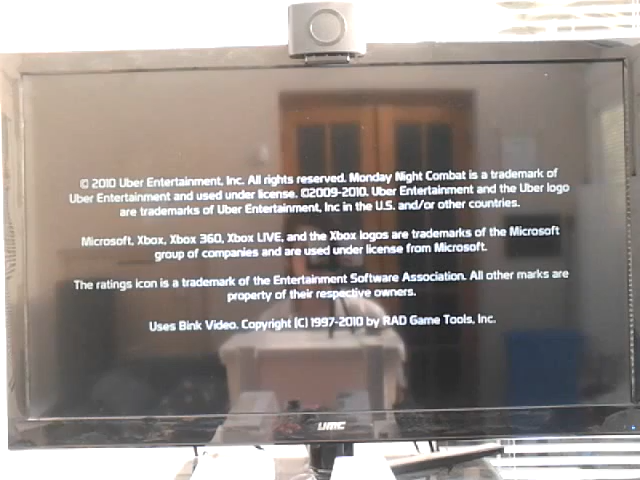 © 2010 Uber Entertainment, Inc. All rights reserved. Monday Night Combat is a trademark of
Uber Entertainment and used under license. ©2009-2010. Uber Entertainment and the Uber logo
are trademarks of Uber Entertainment, Inc in the U.S. and/or other countries.
Microsoft, Xbox, Xbox 360, Xbox LIVE, and the Xbox logos are trademarks of the Microsoft
group of companies and are used under license from Microsoft.
The ratings icon is a trademark of the Entertainment Software Association. All other marks are
property of their respective owners.
Uses Bink Video. Copyright (C) 1997-2010 by RAD Game Tools, Inc.